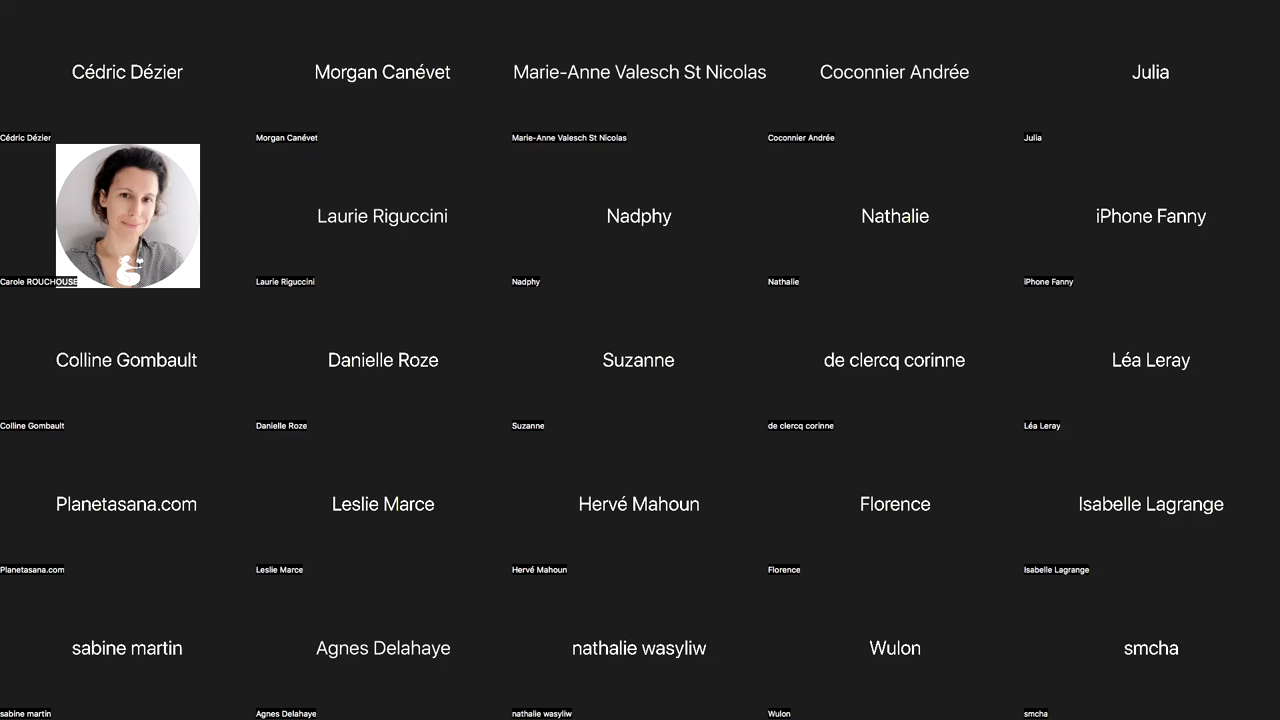 Cédric Dézier
Morgan Canévet
Marie-Anne Valesch St Nicolas
Coconnier Andrée
Julia
Cédric Dézier
Morgan Canévet
Marie-Anne Valesch St Nicolas
Coconnier Andrée
Julia
Laurie Riguccini
Nadphy
Nathalie
iPhone Fanny
Carole ROUCHOUSE
Laurie Riguccini
Nadphy
Nathalie
iPhone Fanny
Colline Gombault
Danielle Roze
Suzanne
de clercq corinne
Léa Leray
Colline Gombault
Danielle Roze
Suzanne
de clercq corinne
Léa Leray
Planetasana.com
Leslie Marce
Hervé Mahoun
Florence
Isabelle Lagrange
Planetasana.com
Leslie Marce
Hervé Mahoun
Florence
Isabelle Lagrange
sabine martin
Agnes Delahaye
nathalie wasyliw
Wulon
smcha
sabine martin
Agnes Delahaye
nathalie wasyliw
Wulon
smcha